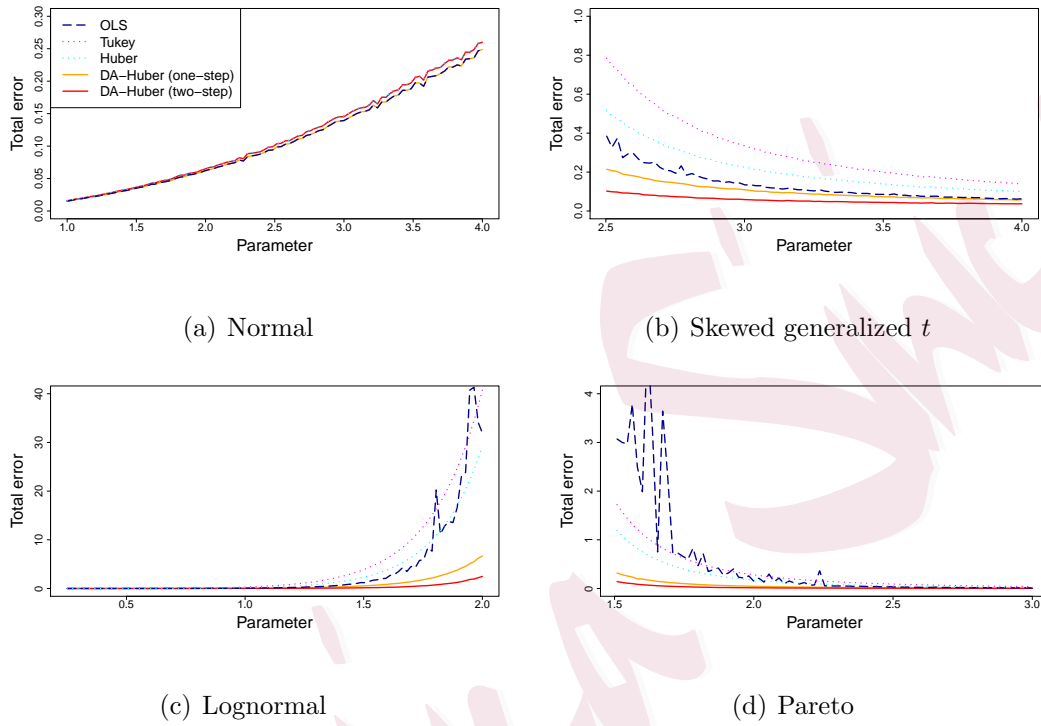 OLS
Tukey
Huber
DA−Huber (one−step)
DA−Huber (two−step)
Total error
0.00 0.05 0.10 0.15 0.20 0.25 0.30
1.0 1.5 2.0 2.5 3.0 3.5 4.0
Parameter
(a) Normal
Total error
0.0 0.2 0.4 0.6 0.8 1.0
2.5 3.0 3.5 4.0
Parameter
(b) Skewed generalized t
Total error
0 10 20 30 40
0.5 1.0 1.5 2.0
Parameter
(c) Lognormal
Total error
0 1 2 3 4
1.5 2.0 2.5 3.0
Parameter
(d) Pareto